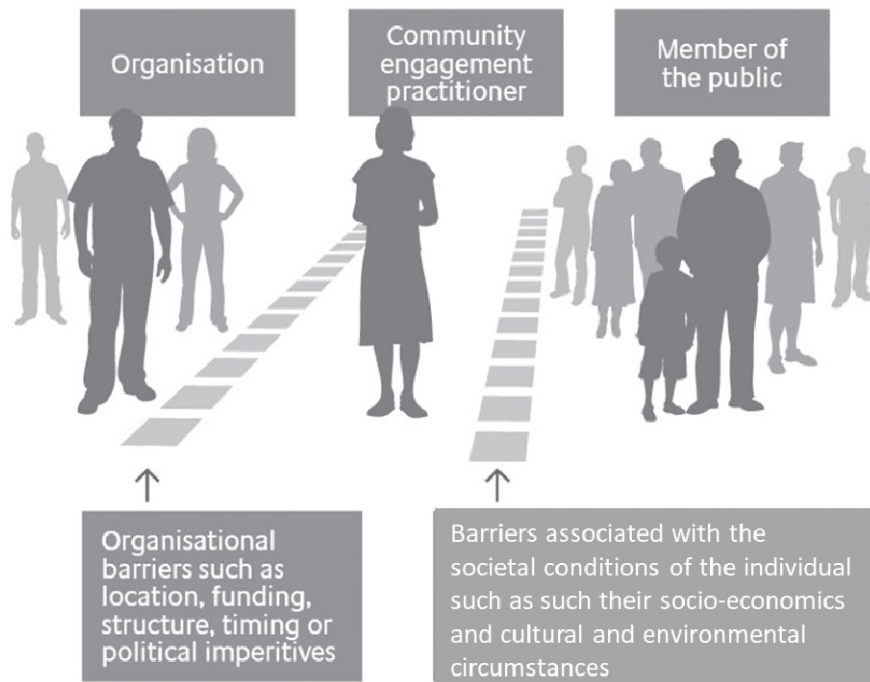 Organisation
Community
engagement
practitioner
Member of
the public
Organisational
barriers such as
location, funding,
structure, timing or
political imperitives
Barriers associated with the
societal conditions of the individual
such as such their socio-economics
and cultural and environmental
circumstances